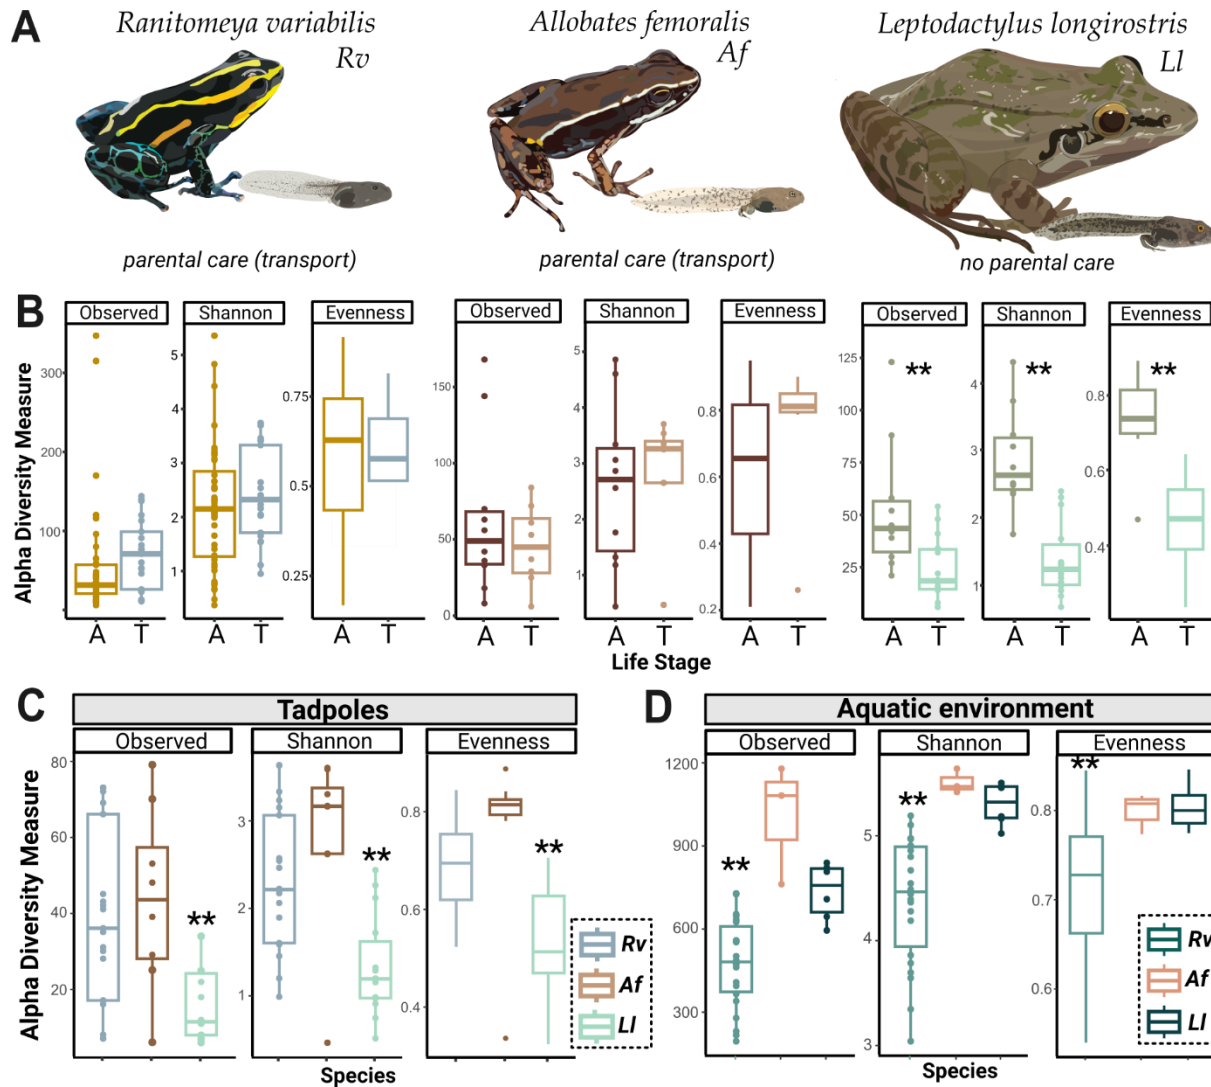 A
Ranitomeya variabilis
Rv
Allobates femoralis
Af
Leptodactylus longirostris
Ll
parental care (transport)
parental care (transport)
no parental care
B
Observed
Shannon
Evenness
Observed
Shannon
Evenness
Observed
Shannon
Evenness
Alpha Diversity Measure
300
200
100
0
5
4
3
2
1
0.75
0.5
0.25
150
100
50
0
5
4
3
2
1
0.8
0.6
0.4
0.2
125
100
75
50
25
**
4
3
2
1
**
0.8
0.6
0.4
**
A T
A T
A T
A T
A T
A T
A T
A T
A T
Life Stage
C
Tadpoles
Observed
Shannon
Evenness
Alpha Diversity Measure
80
60
40
20
**
3
2
1
**
0.8
0.6
0.4
**
Rv
Af
Ll
Species
D
Aquatic environment
Observed
Shannon
Evenness
1200
900
600
300
**
5
4
3
**
0.8
0.7
0.6
**
Rv
Af
Ll
Species